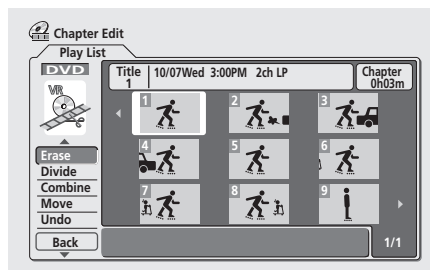 Chapter Edit
Play List
DVD
Title 1
10/07Wed 3:00PM 2ch LP
Chapter 0h03m
VR
1
2
3
Erase
4
5
6
Divide
Combine
Move
7
8
9
Undo
Back
1/1